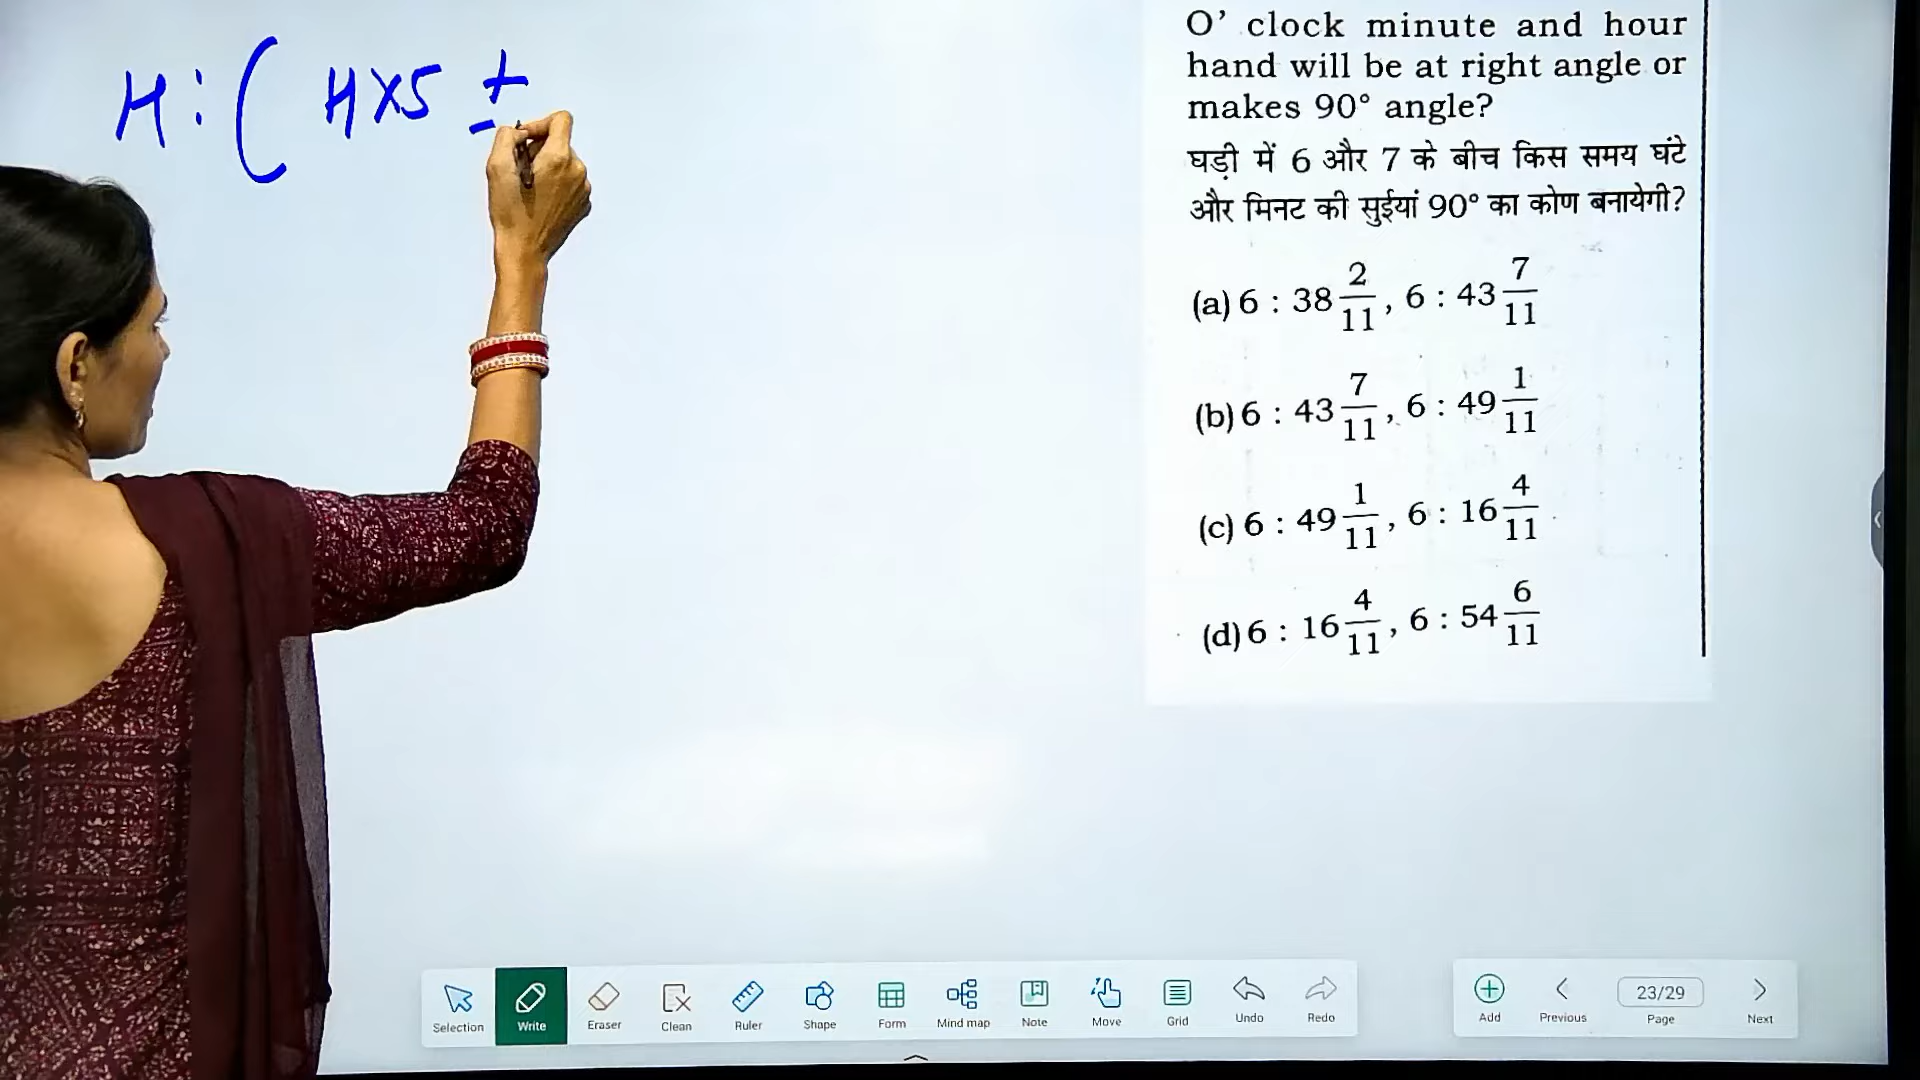 H : ( H×5 ±
O' clock minute and hour
hand will be at right angle or
makes 90° angle?
घड़ी में 6 और 7 के बीच किस समय घंटे
और मिनट की सुईयां 90° का कोण बनायेगी?
(a) 6 : 38 2/11, 6 : 43 7/11
(b) 6 : 43 7/11, 6 : 49 1/11
(c) 6 : 49 1/11, 6 : 16 4/11
(d) 6 : 16 4/11, 6 : 54 6/11
Selection Write Eraser Clean Ruler Shape Form Mind map Note Move Grid Undo Redo
Add Previous 23/29 Page Next